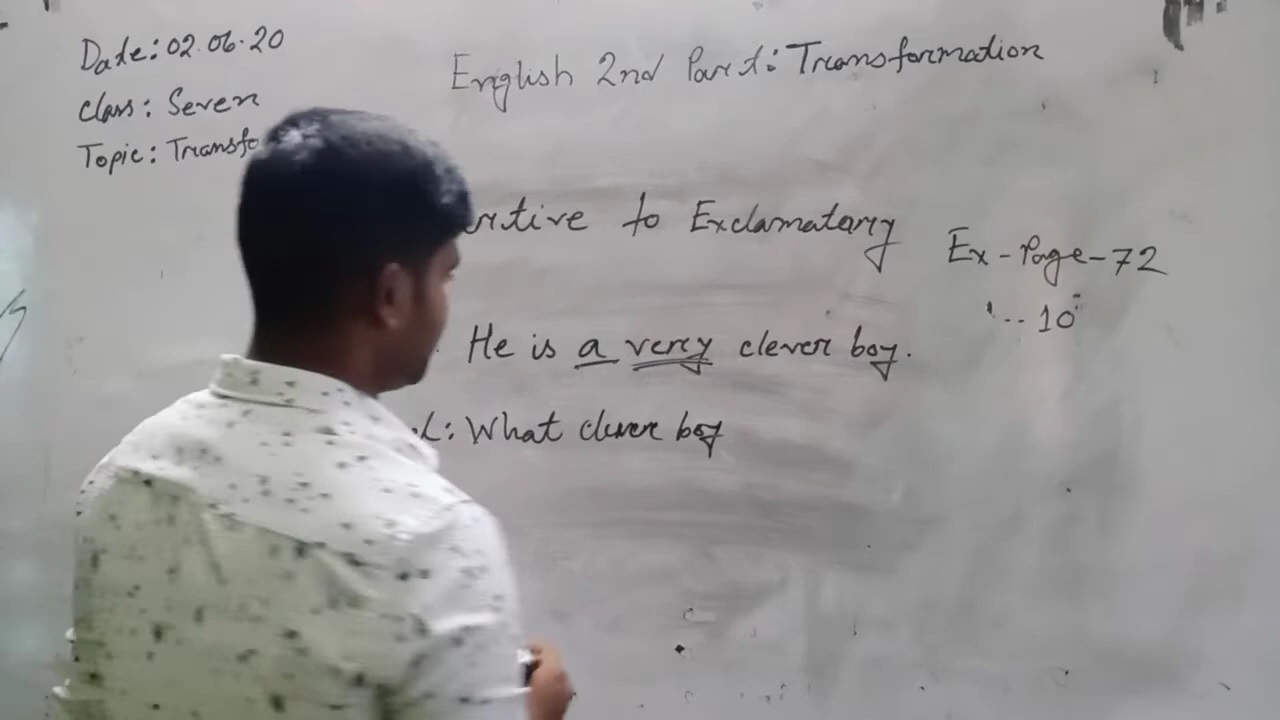 Date: 02.06.20
English 2nd Part: Transformation
Class: Seven
Topic: Transfo
rtive to Exclamatory
Ex-Page-72
10
He is a very clever boy.
L: What clever boy